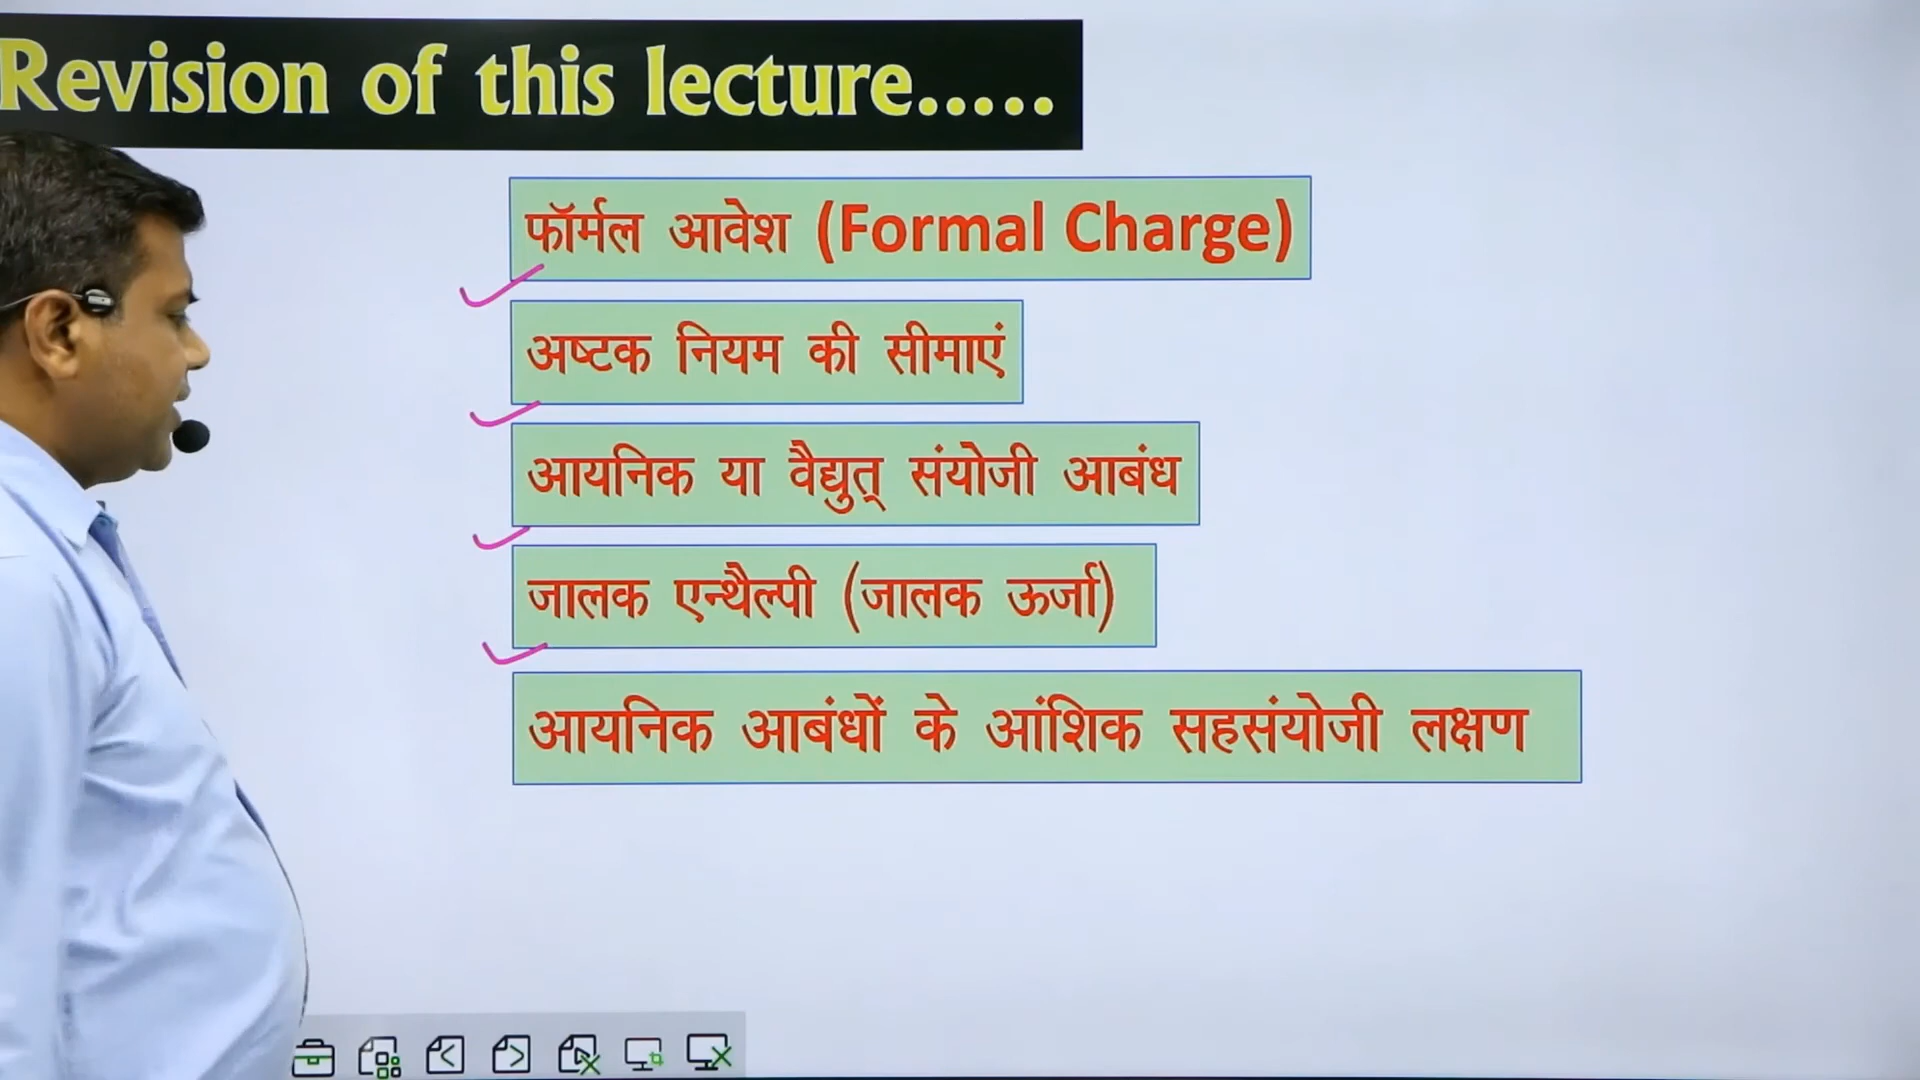 Revision of this lecture.....
फॉर्मल आवेश (Formal Charge)
अष्टक नियम की सीमाएं
आयनिक या वैद्युत् संयोजी आबंध
जालक एन्थैल्पी (जालक ऊर्जा)
आयनिक आबंधों के आंशिक सहसंयोजी लक्षण